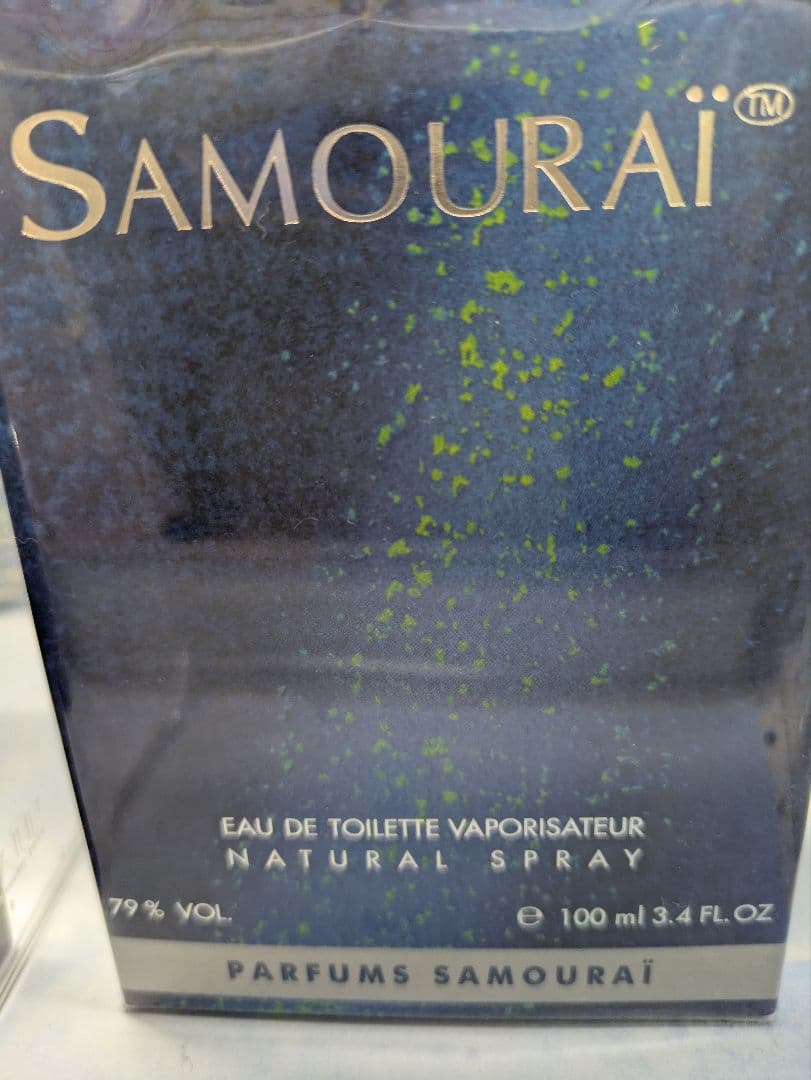 SAMOURAÏ™
EAU DE TOILETTE VAPORISATEUR
NATURAL SPRAY
79% VOL.
℮ 100 ml 3.4 FL. OZ
PARFUMS SAMOURAÏ